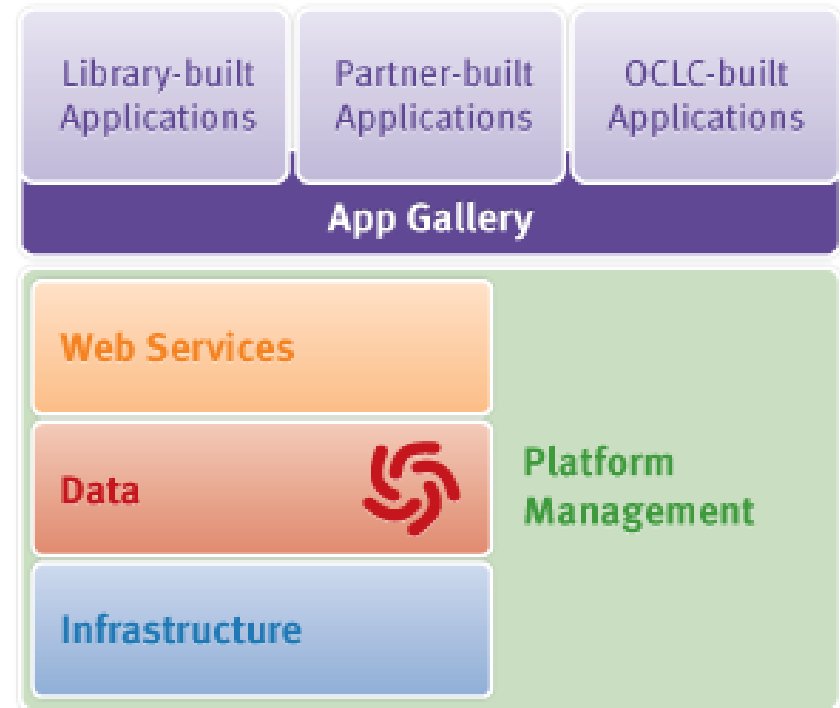 Library-built
Applications
Partner-built
Applications
OCLC-built
Applications
App Gallery
Web Services
Data
Platform
Management
Infrastructure